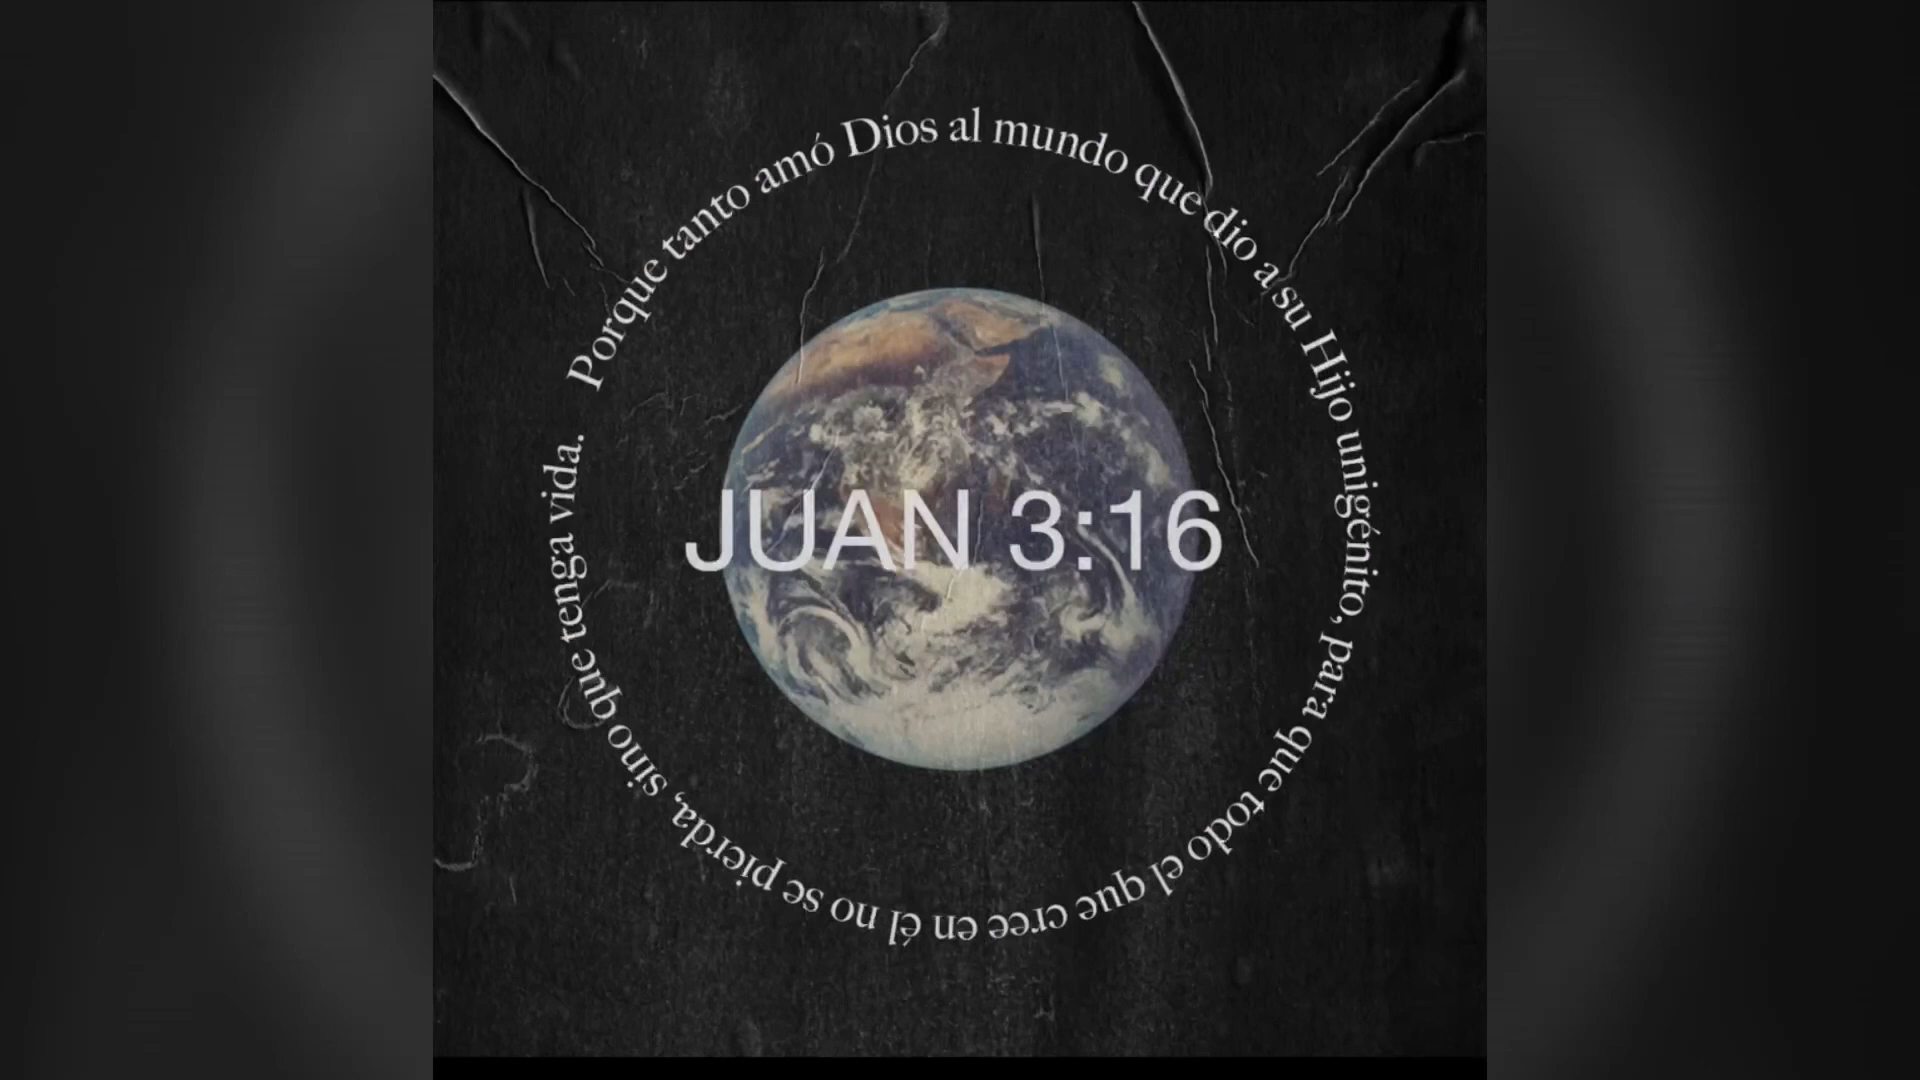 Porque tanto amó Dios al mundo que dio a su Hijo unigénito, para que todo el que cree en él no se pierda, sino que tenga vida.
JUAN 3:16